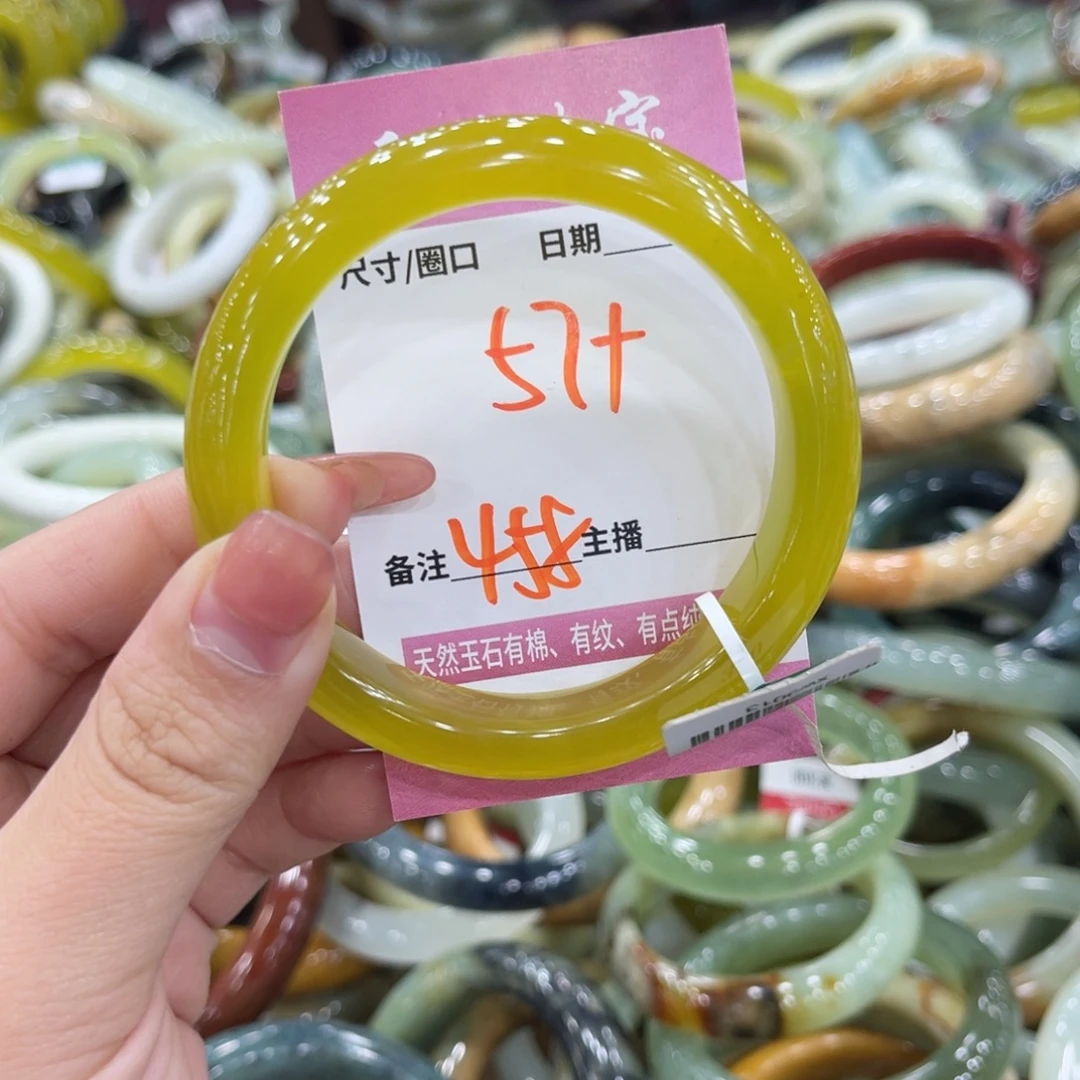 尺寸/圈口 日期
57+
备注 458 主播
天然玉石有棉、有纹、有点纯